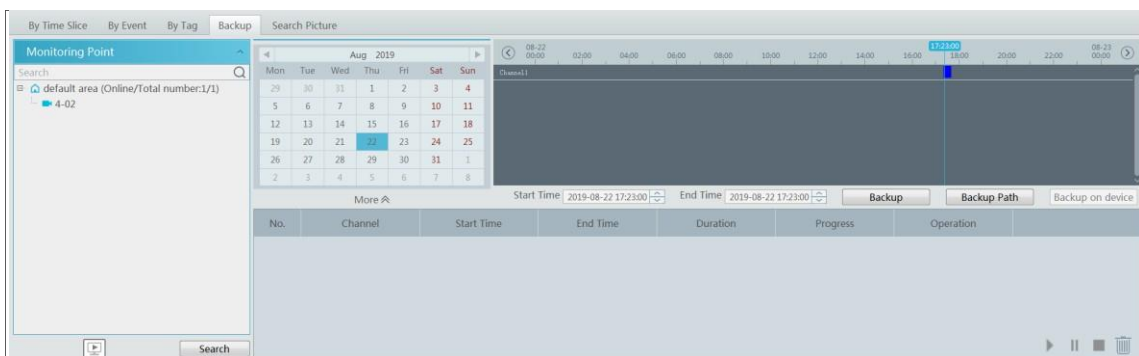 By Time Slice By Event By Tag Backup Search Picture
Monitoring Point
Search
default area (Online/Total number:1/1)
4-02
Search
Aug 2019
Mon Tue Wed Thu Fri Sat Sun
29 30 31 1 2 3 4
5 6 7 8 9 10 11
12 13 14 15 16 17 18
19 20 21 22 23 24 25
26 27 28 29 30 31 1
2 3 4 5 6 7 8
More
17:23:00
08-22 08-23
00:00 02:00 04:00 06:00 08:00 10:00 12:00 14:00 16:00 18:00 20:00 22:00 00:00
Channel1
Start Time 2019-08-22 17:23:00 End Time 2019-08-22 17:23:00 Backup Backup Path Backup on device
No. Channel Start Time End Time Duration Progress Operation